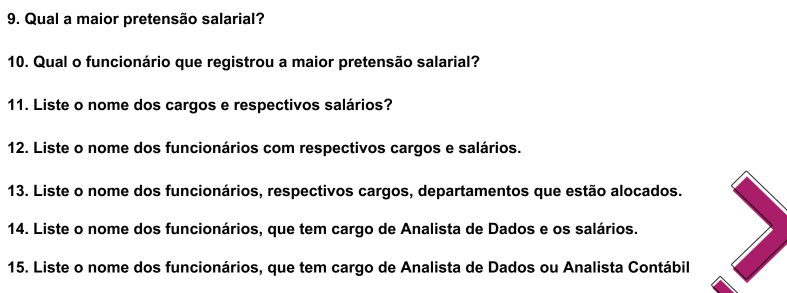 9. Qual a maior pretensão salarial?
10. Qual o funcionário que registrou a maior pretensão salarial?
11. Liste o nome dos cargos e respectivos salários?
12. Liste o nome dos funcionários com respectivos cargos e salários.
13. Liste o nome dos funcionários, respectivos cargos, departamentos que estão alocados.
14. Liste o nome dos funcionários, que tem cargo de Analista de Dados e os salários.
15. Liste o nome dos funcionários, que tem cargo de Analista de Dados ou Analista Contábil